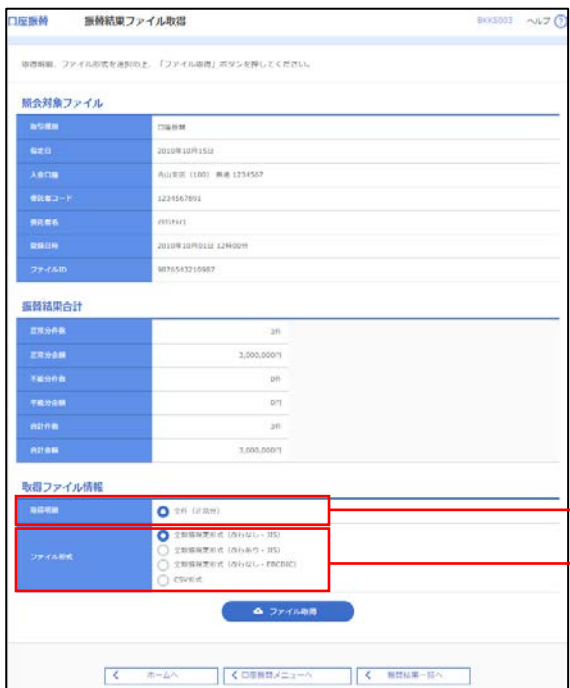 口座振替 振替結果ファイル取得 BKKS003 ヘルプ ?
取得明細、ファイル形式を選択の上、「ファイル取得」ボタンを押してください。
照会対象ファイル
取引種別 口座振替
指定日 2010年10月15日
入金口座 青山支店（100） 普通 1234567
委託者コード 1234567891
委託者名
登録日時 2010年10月01日 12時00分
ファイルID 9876543210987
振替結果合計
正常分件数 3件
正常分金額 3,000,000円
不能分件数 0件
不能分金額 0円
合計件数 3件
合計金額 3,000,000円
取得ファイル情報
取得明細 全件
ファイル形式 全銀協規定形式（改行なし・JIS）
全銀協規定形式（改行あり・JIS）
全銀協規定形式（改行なし・EBCDIC）
CSV形式
ファイル取得
ホームへ 口座振替メニューへ 振替結果一覧へ